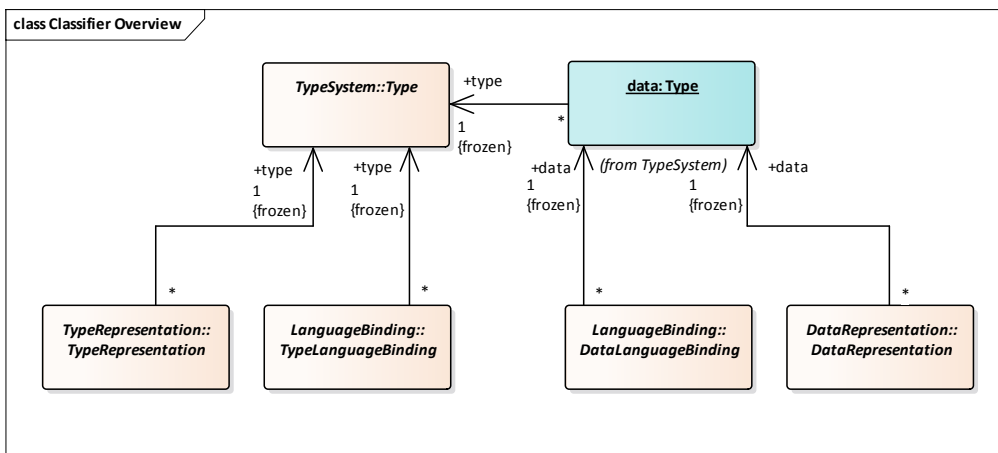 class Classifier Overview
TypeSystem::Type
+type
1
{frozen}
*
data: Type
(from TypeSystem)
+type
1
{frozen}
+type
1
{frozen}
+data
1
{frozen}
+data
1
{frozen}
*
*
*
*
TypeRepresentation::
TypeRepresentation
LanguageBinding::
TypeLanguageBinding
LanguageBinding::
DataLanguageBinding
DataRepresentation::
DataRepresentation